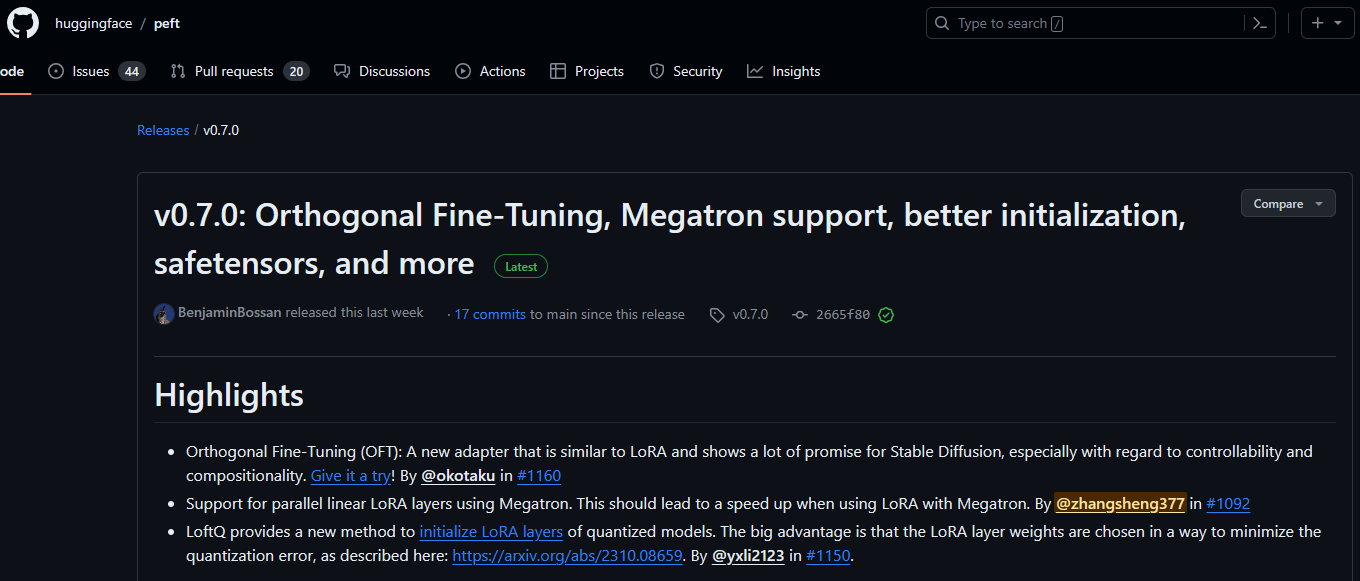 huggingface / peft
Type to search /
ode Issues 44 Pull requests 20 Discussions Actions Projects Security Insights
Releases / v0.7.0
v0.7.0: Orthogonal Fine-Tuning, Megatron support, better initialization,
safetensors, and more Latest
Compare
BenjaminBossan released this last week · 17 commits to main since this release v0.7.0 2665f80
Highlights
• Orthogonal Fine-Tuning (OFT): A new adapter that is similar to LoRA and shows a lot of promise for Stable Diffusion, especially with regard to controllability and
compositionality. Give it a try! By @okotaku in #1160
• Support for parallel linear LoRA layers using Megatron. This should lead to a speed up when using LoRA with Megatron. By @zhangsheng377 in #1092
• LoftQ provides a new method to initialize LoRA layers of quantized models. The big advantage is that the LoRA layer weights are chosen in a way to minimize the
quantization error, as described here: https://arxiv.org/abs/2310.08659. By @yxli2123 in #1150.